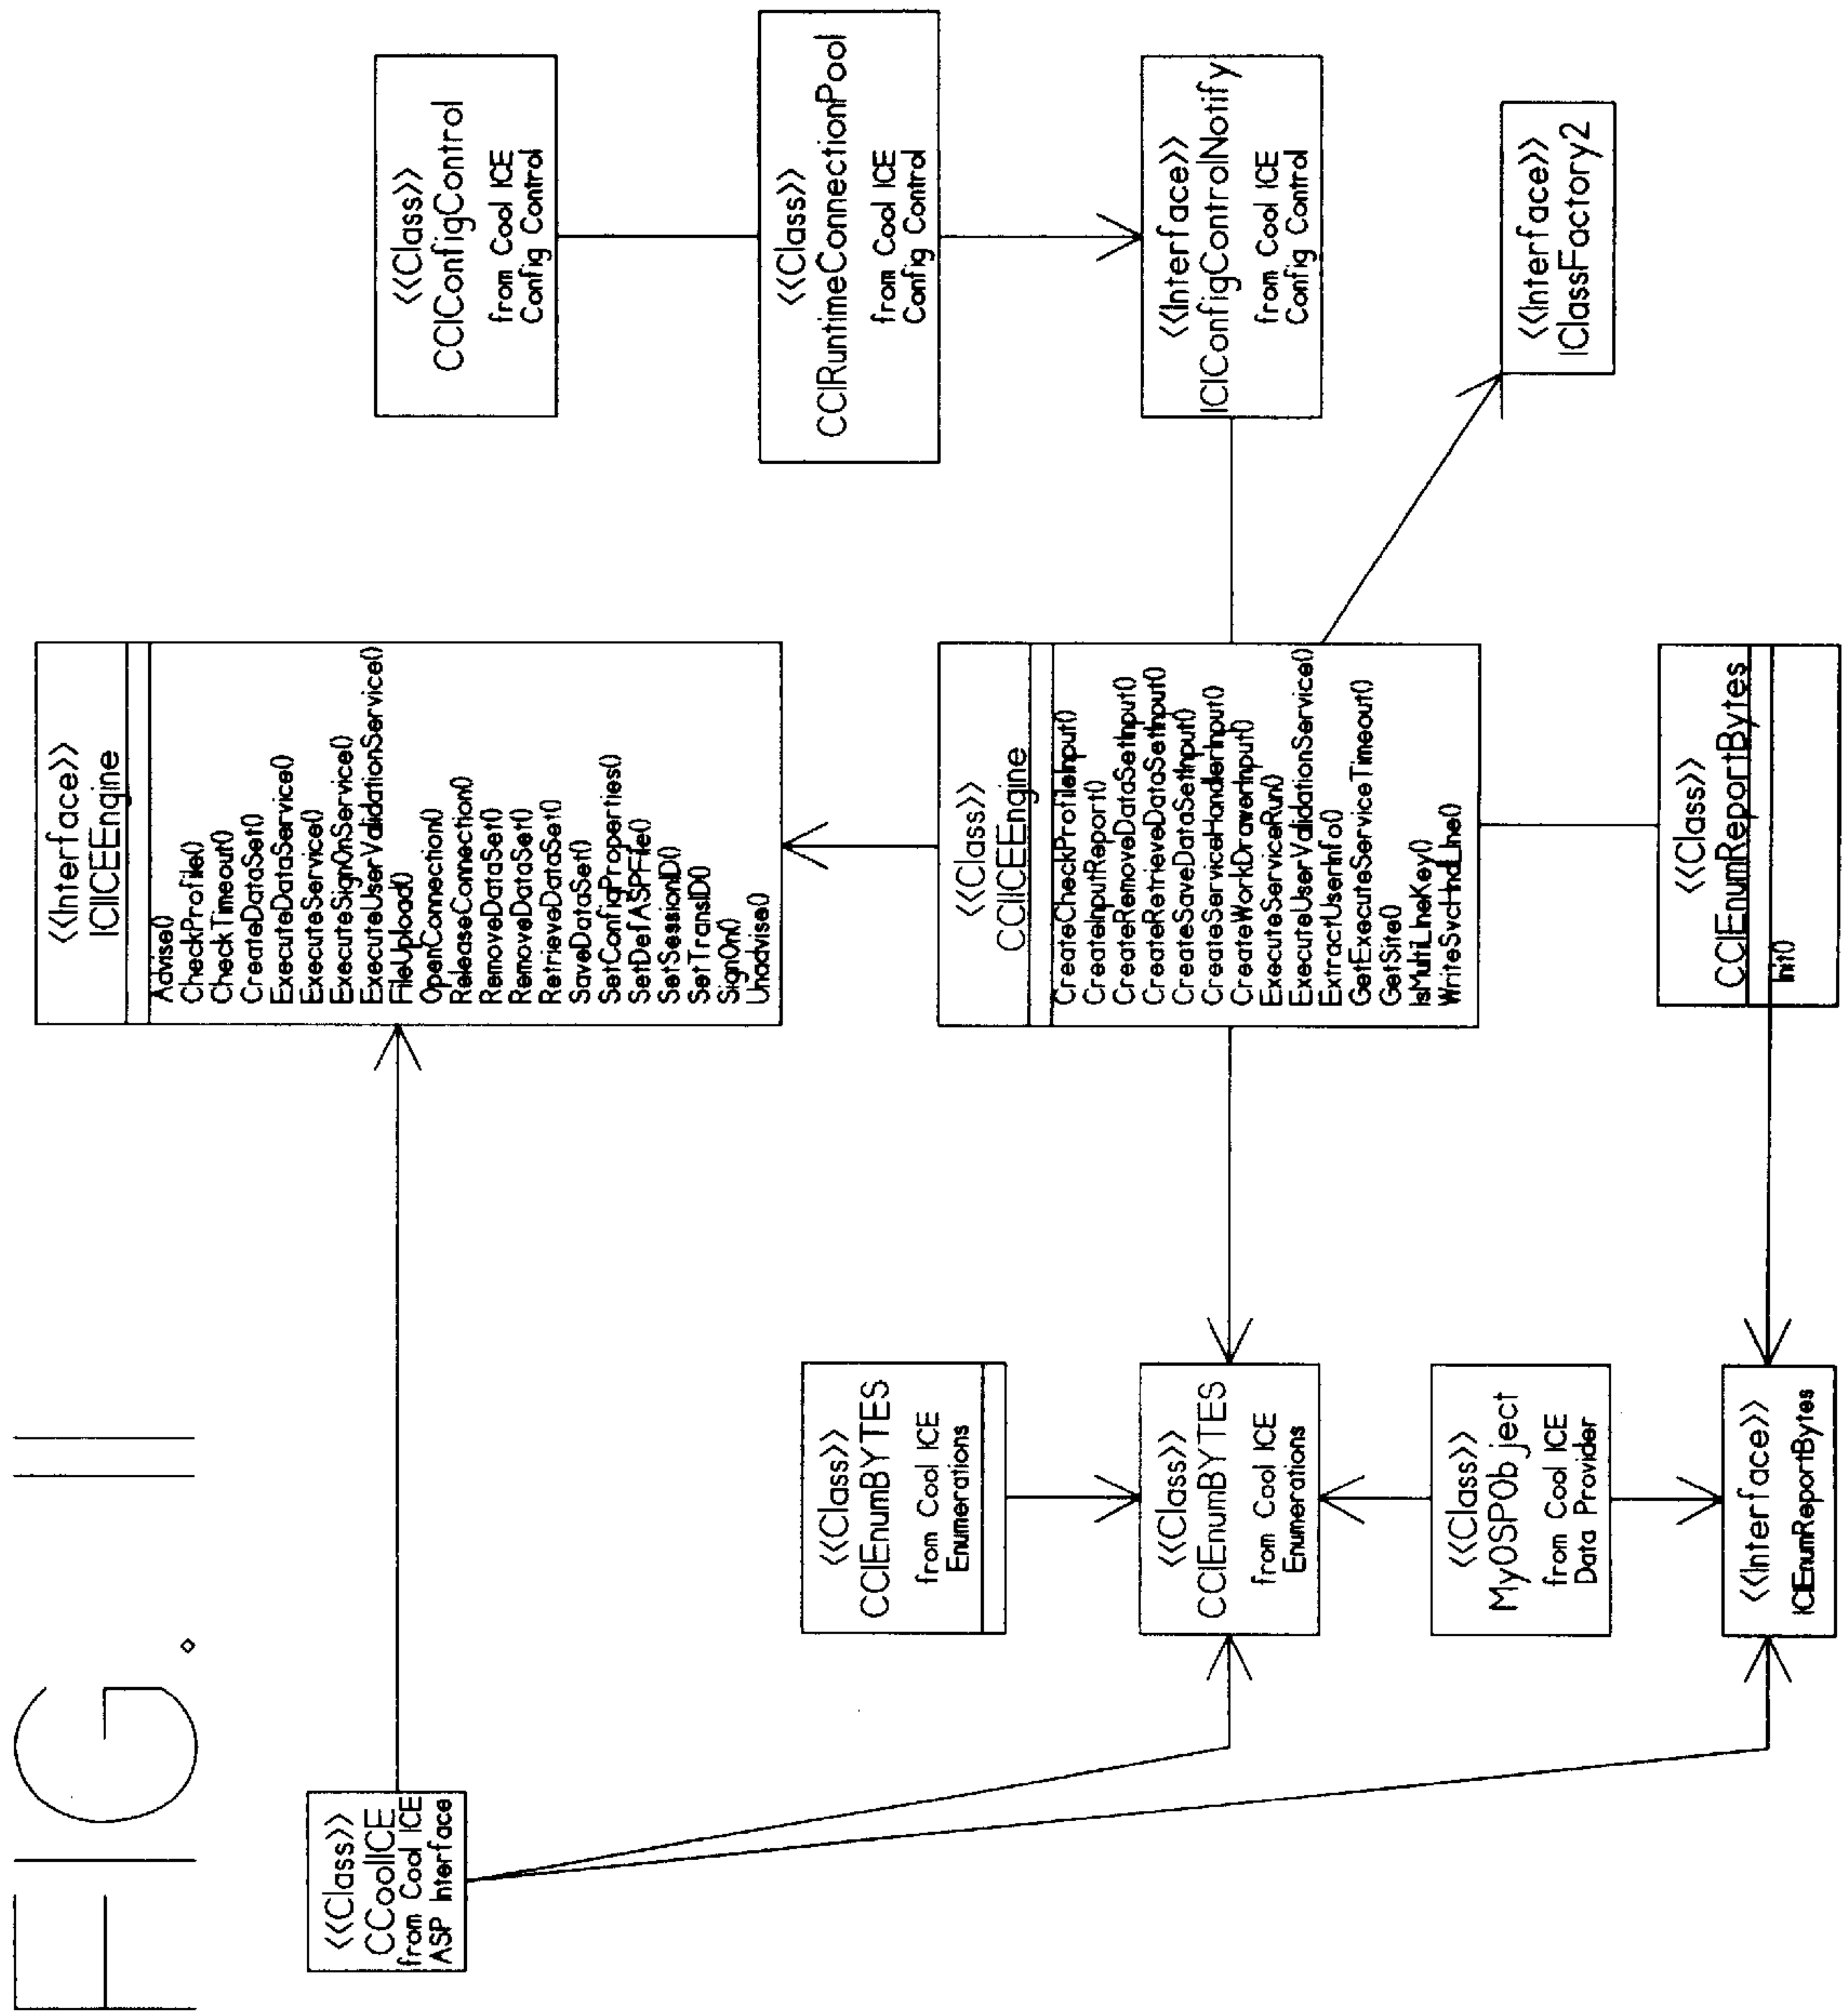 FIG. 11
<<Class>>
CCoolICE
from Cool ICE
ASP Interface
<<Interface>>
ICIICEEngine
Advise()
CheckProfile()
CheckTimeout()
CreateDataSet()
ExecuteDataService()
ExecuteService()
ExecuteSignOnService()
ExecuteUserValidationService()
FileUpload()
OpenConnection()
ReleaseConnection()
RemoveDataSet()
RemoveDataSet()
RetrieveDataSet()
SaveDataSet()
SetConfigProperties()
SetDefASPFile()
SetSessionID()
SetTransID()
SignOn()
Unadvise()
<<Class>>
CCIConfigControl
from Cool ICE
Config Control
<<Class>>
CCIRuntimeConnectionPool
from Cool ICE
Config Control
<<Class>>
CCIEnumBYTES
from Cool ICE
Enumerations
<<Class>>
CCIICEEngine
CreateCheckProfileInput()
CreateInputReport()
CreateRemoveDataSetInput()
CreateRetrieveDataSetInput()
CreateSaveDataSetInput()
CreateServiceHandlerInput()
CreateWorkDrawerInput()
ExecuteServiceRun()
ExecuteUserValidationService()
ExtractUserInfo()
GetExecuteServiceTimeout()
GetSite()
IsMultiLineKey()
WriteSvcHndLine()
<<Interface>>
ICIConfigControlNotify
from Cool ICE
Config Control
<<Class>>
CCIEnumBYTES
from Cool ICE
Enumerations
<<Class>>
MyOSPObject
from Cool ICE
Data Provider
<<Interface>>
IClassFactory2
<<Interface>>
ICIEnumReportBytes
<<Class>>
CCIEnumReportBytes
Init()